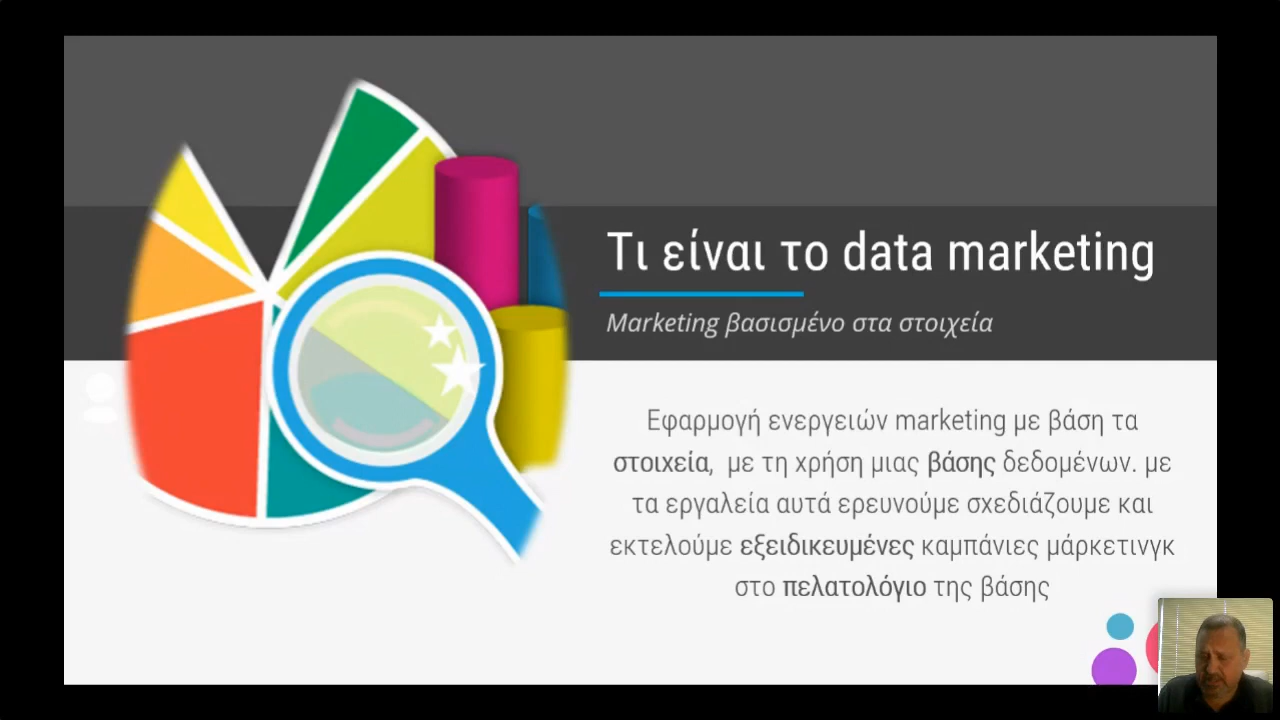 Τι είναι το data marketing
Marketing βασισμένο στα στοιχεία
Εφαρμογή ενεργειών marketing με βάση τα
στοιχεία, με τη χρήση μιας βάσης δεδομένων. με
τα εργαλεία αυτά ερευνούμε σχεδιάζουμε και
εκτελούμε εξειδικευμένες καμπάνιες μάρκετινγκ
στο πελατολόγιο της βάσης